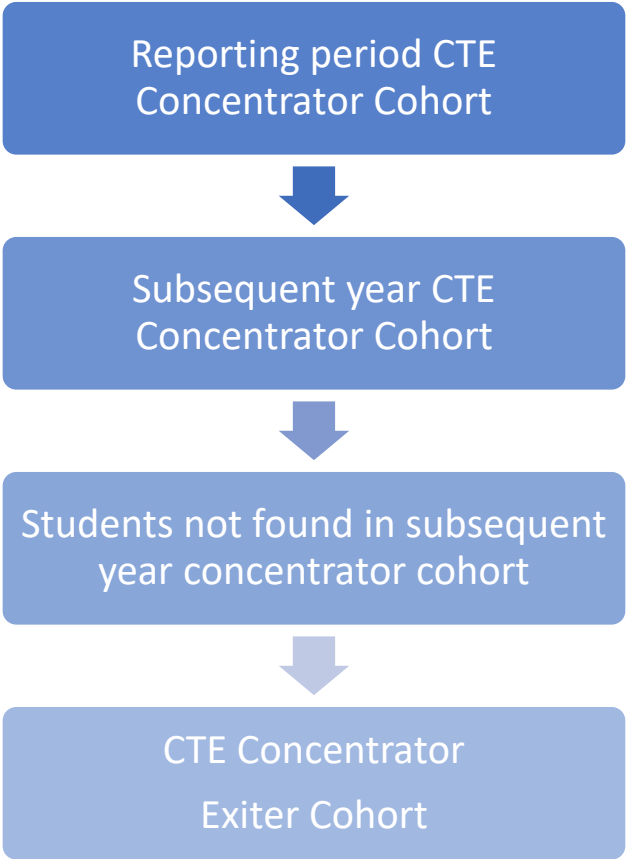 Reporting period CTE
Concentrator Cohort
Subsequent year CTE
Concentrator Cohort
Students not found in subsequent
year concentrator cohort
CTE Concentrator
Exiter Cohort